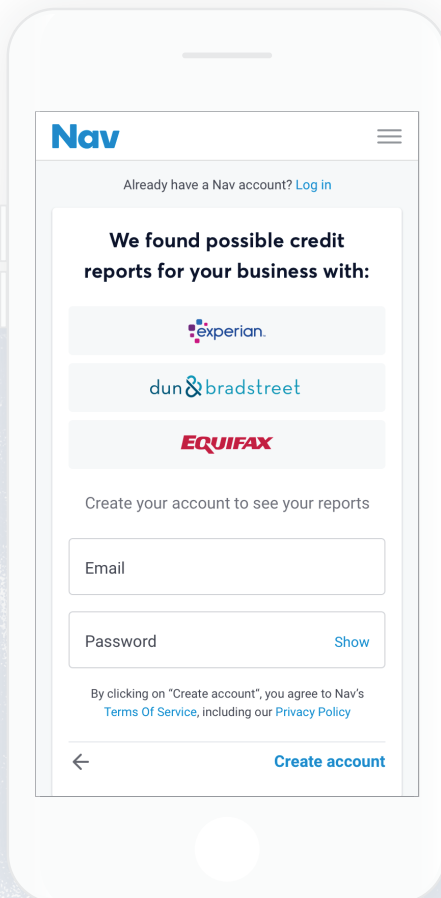 Nav
Already have a Nav account? Log in
We found possible credit
reports for your business with:
experian.
dun & bradstreet
EQUIFAX
Create your account to see your reports
Email
Password Show
By clicking on “Create account”, you agree to Nav’s
Terms Of Service, including our Privacy Policy
Create account